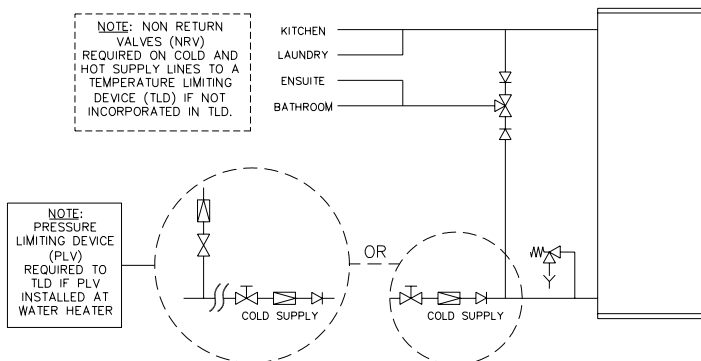 NOTE: NON RETURN
VALVES (NRV)
REQUIRED ON COLD AND
HOT SUPPLY LINES TO A
TEMPERATURE LIMITING
DEVICE (TLD) IF NOT
INCORPORATED IN TLD.
KITCHEN
LAUNDRY
ENSUITE
BATHROOM
NOTE:
PRESSURE
LIMITING DEVICE
(PLV)
REQUIRED TO
TLD IF PLV
INSTALLED AT
WATER HEATER
OR
COLD SUPPLY
COLD SUPPLY